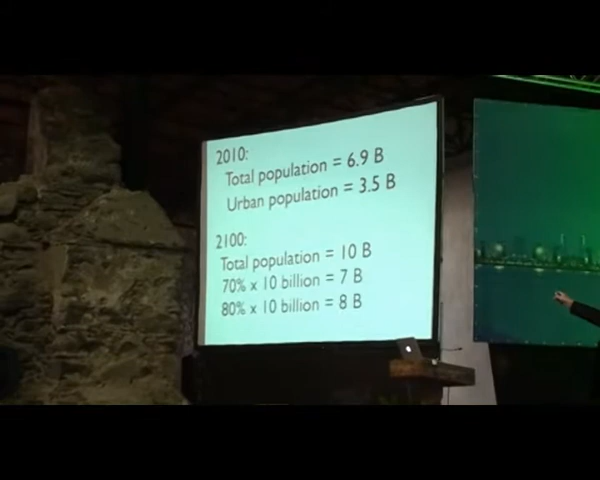 2010:
Total population = 6.9 B
Urban population = 3.5 B
2100:
Total population = 10 B
70% x 10 billion = 7 B
80% x 10 billion = 8 B